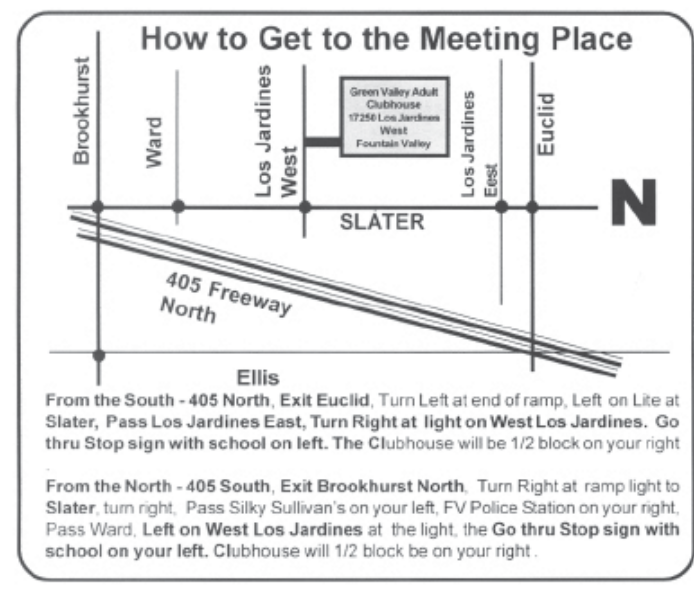 How to Get to the Meeting Place
Brookhurst
Ward
Los Jardines
West
Green Valley Adult
Clubhouse
17250 Los Jardines
West
Fountain Valley
Los Jardines
Eest
Euclid
N
SLATER
405 Freeway
North
Ellis
From the South - 405 North, Exit Euclid, Turn Left at end of ramp, Left on Lite at
Slater, Pass Los Jardines East, Turn Right at light on West Los Jardines. Go
thru Stop sign with school on left. The Clubhouse will be 1/2 block on your right
.
From the North - 405 South, Exit Brookhurst North, Turn Right at ramp light to
Slater, turn right, Pass Silky Sullivan's on your left, FV Police Station on your right,
Pass Ward, Left on West Los Jardines at the light, the Go thru Stop sign with
school on your left. Clubhouse will 1/2 block be on your right .